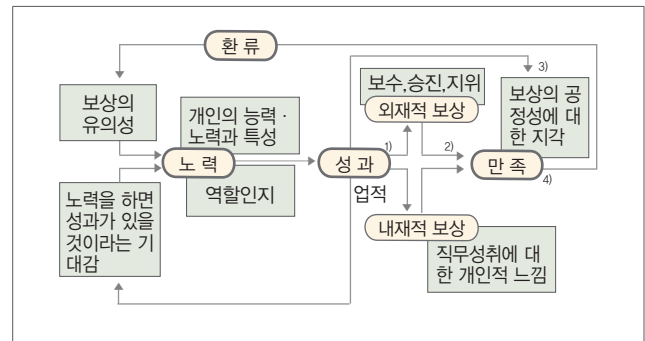 환 류
보상의
유의성
개인의 능력 ·
노력과 특성
노 력
역할인지
노력을 하면
성과가 있을
것이라는 기
대감
성 과
업적
1)
보수,승진,지위
외재적 보상
2)
내재적 보상
직무성취에 대
한 개인적 느낌
3)
보상의 공
정성에 대
한 지각
만 족
4)